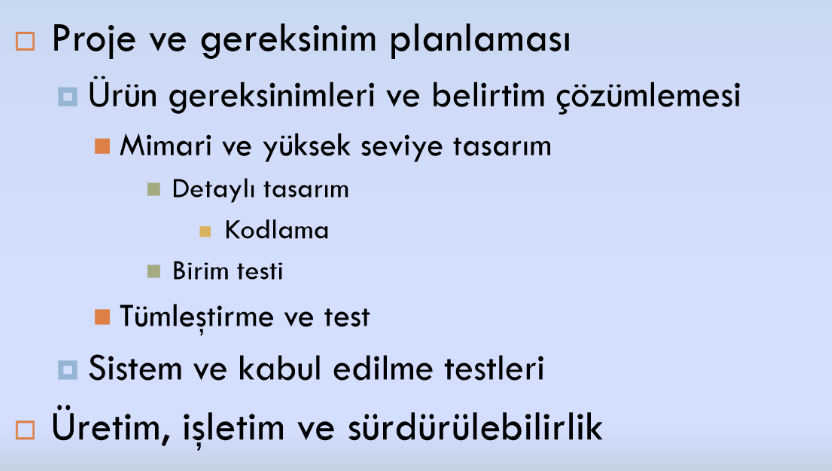 Proje ve gereksinim planlaması
Ürün gereksinimleri ve belirtim çözümlemesi
Mimari ve yüksek seviye tasarım
Detaylı tasarım
Kodlama
Birim testi
Tümleştirme ve test
Sistem ve kabul edilme testleri
Üretim, işletim ve sürdürülebilirlik